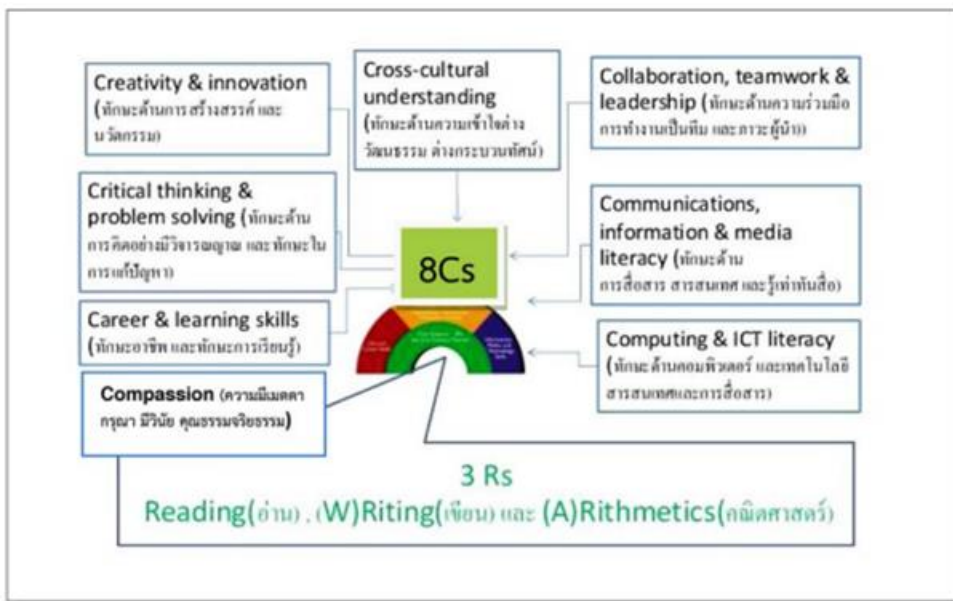 Creativity & innovation
(ทักษะด้านการสร้างสรรค์ และ
นวัตกรรม)
Cross-cultural
understanding
(ทักษะด้านความเข้าใจต่าง
วัฒนธรรม ต่างกระบวนทัศน์)
Collaboration, teamwork &
leadership (ทักษะด้านความร่วมมือ
การทำงานเป็นทีม และภาวะผู้นำ))
Critical thinking &
problem solving (ทักษะด้าน
การคิดอย่างมีวิจารณญาณ และทักษะใน
การแก้ปัญหา)
8Cs
Communications,
information & media
literacy (ทักษะด้าน
การสื่อสาร สารสนเทศ และรู้เท่าทันสื่อ)
Career & learning skills
(ทักษะอาชีพ และทักษะการเรียนรู้)
Computing & ICT literacy
(ทักษะด้านคอมพิวเตอร์ และเทคโนโลยี
สารสนเทศและการสื่อสาร)
Compassion (ความมีเมตตา
กรุณา มีวินัย คุณธรรมจริยธรรม)
3 Rs
Reading(อ่าน) , (W)Riting(เขียน) และ (A)Rithmetics(คณิตศาสตร์)